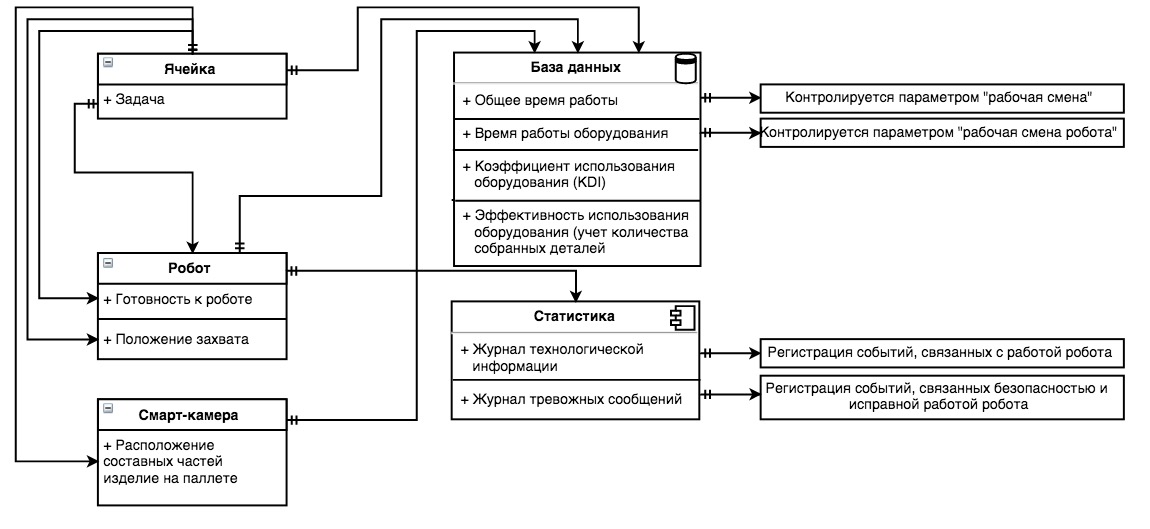 Ячейка
+ Задача
Робот
+ Готовность к роботе
+ Положение захвата
Смарт-камера
+ Расположение
составных частей
изделие на паллете
База данных
+ Общее время работы
+ Время работы оборудования
+ Коэффициент использования
оборудования (KDI)
+ Эффективность использования
оборудования (учет количества
собранных деталей
Контролируется параметром "рабочая смена"
Контролируется параметром "рабочая смена робота"
Статистика
+ Журнал технологической
информации
+ Журнал тревожных сообщений
Регистрация событий, связанных с работой робота
Регистрация событий, связанных безопасностью и
исправной работой робота